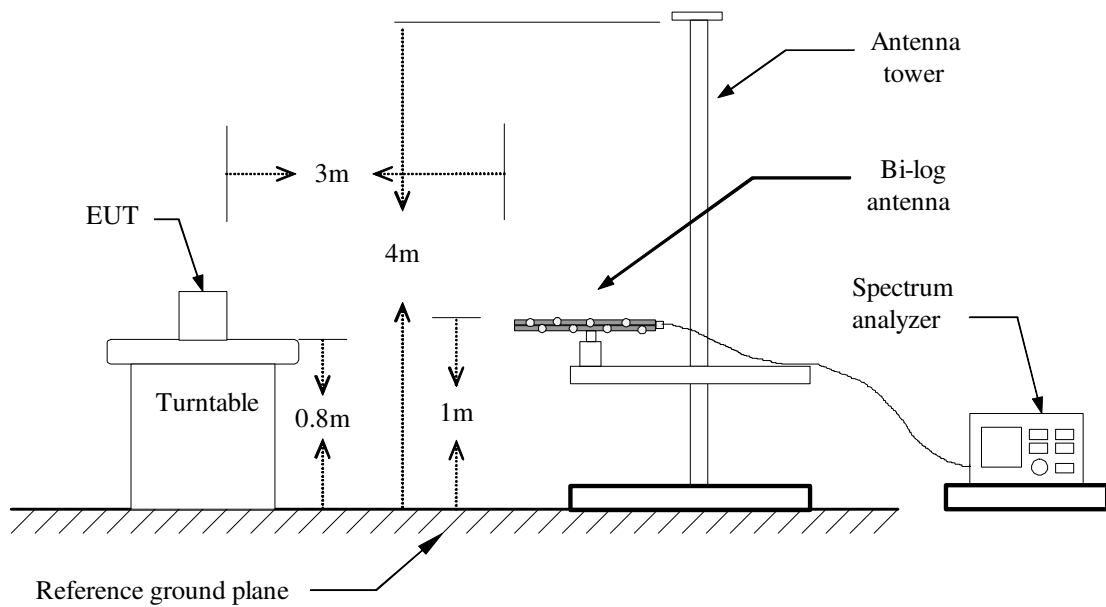 Antenna
tower
3m
Bi-log
antenna
EUT
4m
Spectrum
analyzer
Turntable
0.8m
1m
Reference ground plane